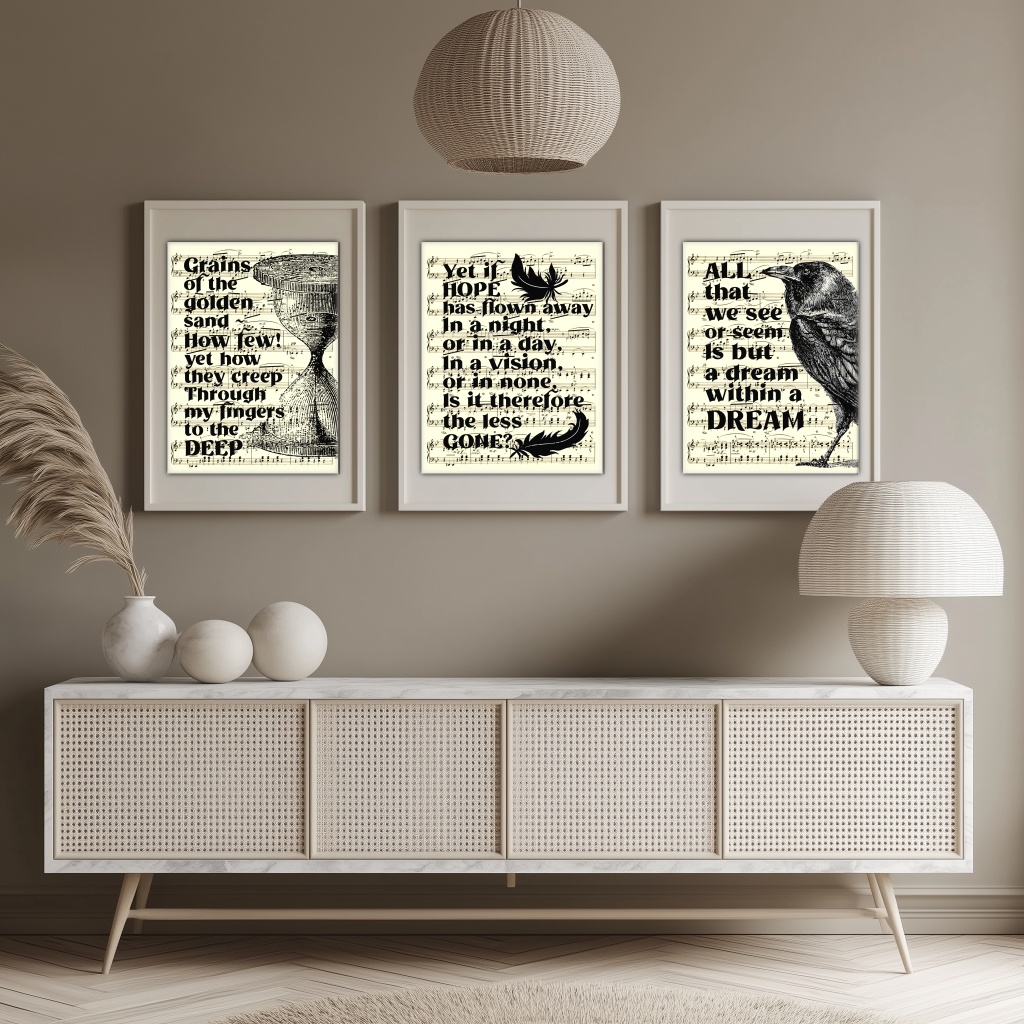 Grains
of the
golden
sand
How few!
yet how
they creep
Through
my fingers
to the
DEEP
Yet if
HOPE
has flown away
In a night,
or in a day,
In a vision,
or in none,
Is it therefore
the less
GONE?
ALL
that
we see
or seem
Is but
a dream
within a
DREAM